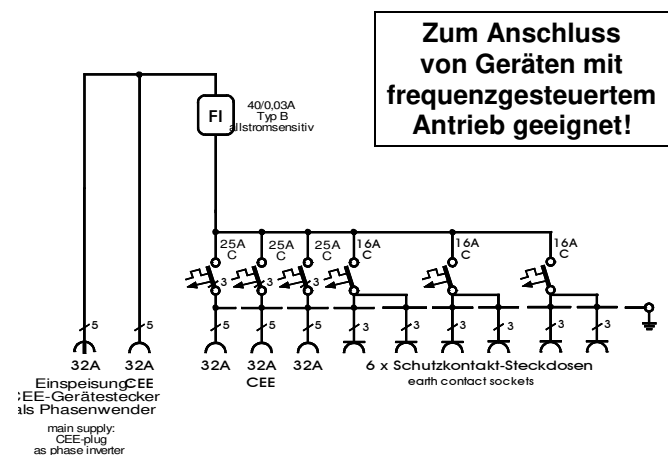 Zum Anschluss
von Geräten mit
frequenzgesteuertem
Antrieb geeignet!
FI
40/0,03A
Typ B
allstromsensitiv
25A 25A 25A 16A 16A 16A
C C C C C C
3 3 3
5 5 5 5 5 3 3 3 3 3 3
32A 32A 32A 32A 32A 6 x Schutzkontakt-Steckdosen
Einspeisung CEE CEE earth contact sockets
CEE-Gerätestecker
als Phasenwender
main supply:
CEE-plug
as phase inverter